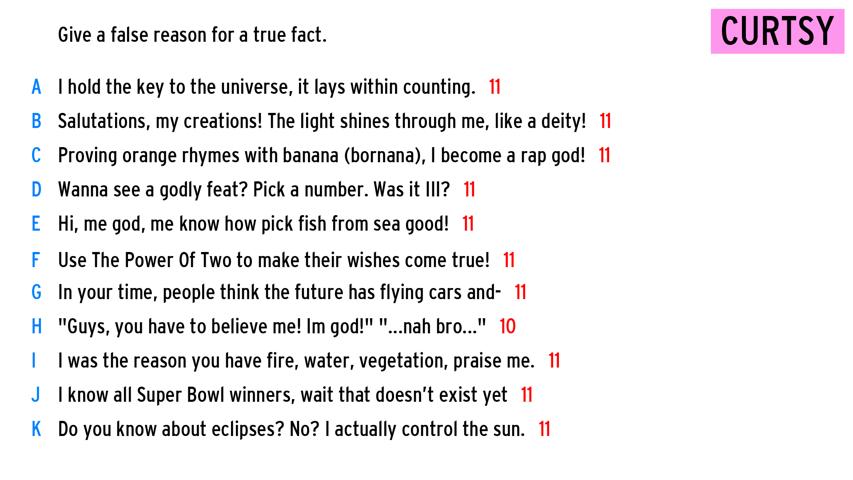 CURTSY
Give a false reason for a true fact.
A I hold the key to the universe, it lays within counting. 11
B Salutations, my creations! The light shines through me, like a deity! 11
C Proving orange rhymes with banana (bornana), I become a rap god! 11
D Wanna see a godly feat? Pick a number. Was it III? 11
E Hi, me god, me know how pick fish from sea good! 11
F Use The Power Of Two to make their wishes come true! 11
G In your time, people think the future has flying cars and- 11
H "Guys, you have to believe me! Im god!" "...nah bro..." 10
I I was the reason you have fire, water, vegetation, praise me. 11
J I know all Super Bowl winners, wait that doesn't exist yet 11
K Do you know about eclipses? No? I actually control the sun. 11